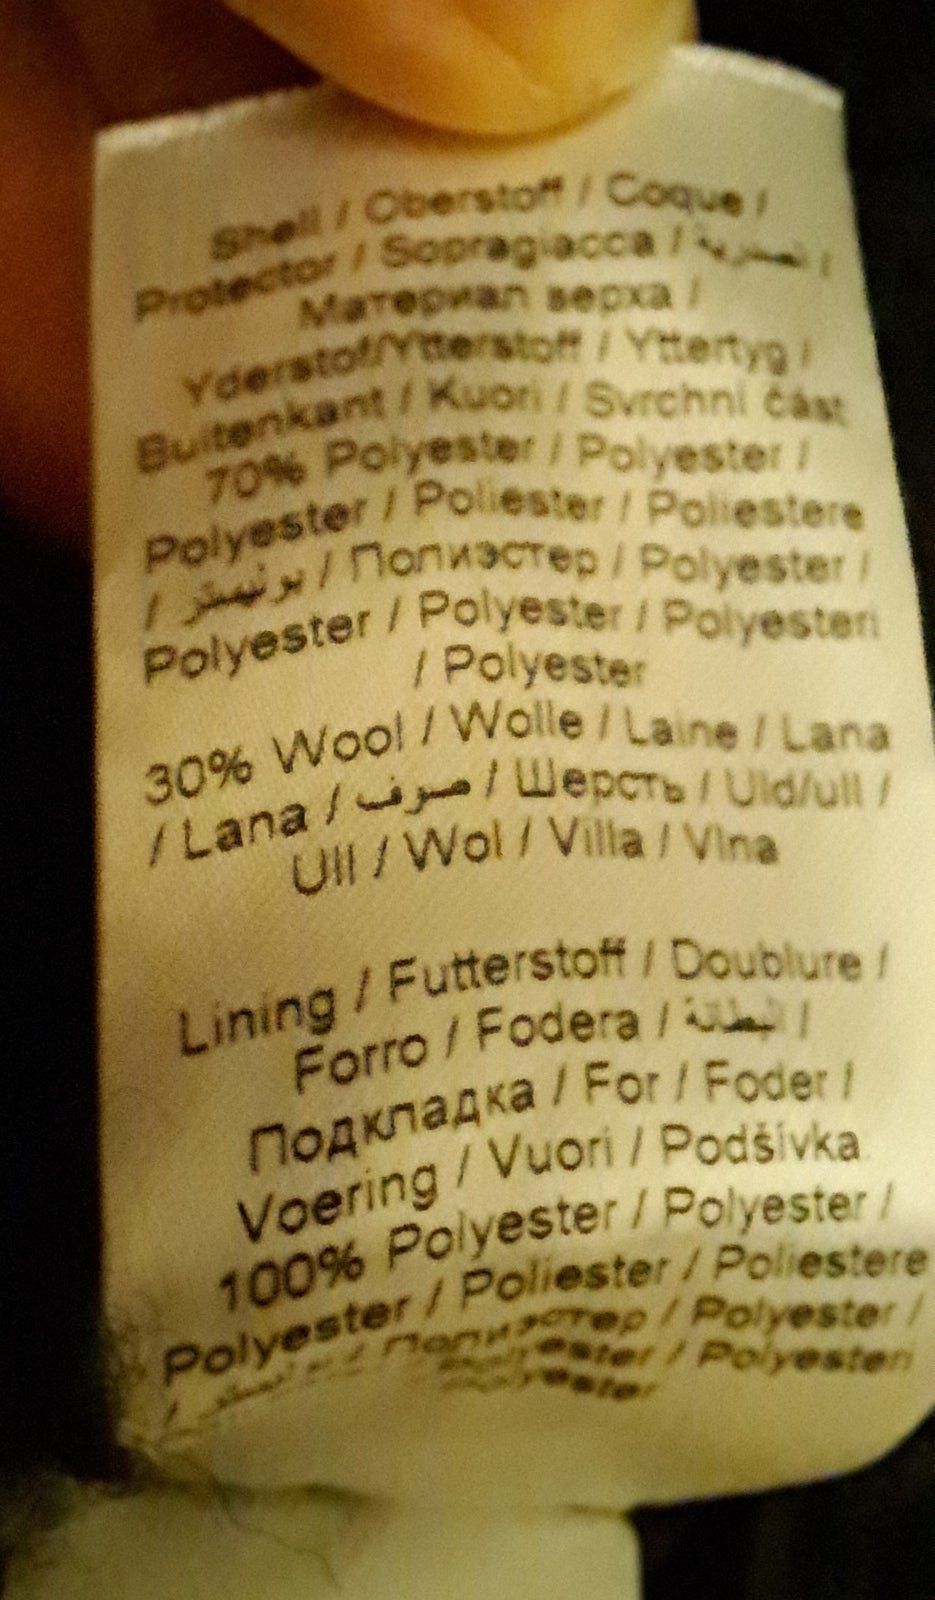 Shell / Oberstoff / Coque /
Protector / Sopragiacca / الصدرية /
Материал верха /
Yderstof/Ytterstoff / Yttertyg /
Buitenkant / Kuori / Svrchní část
70% Polyester / Polyester /
Polyester / Poliester / Poliestere
/ بوليستر / Полиэстер / Polyester /
Polyester / Polyester / Polyesteri
/ Polyester
30% Wool / Wolle / Laine / Lana
/ Lana / صوف / Шерсть / Uld/ull /
Ull / Wol / Villa / Vlna
Lining / Futterstoff / Doublure /
Forro / Fodera / البطانة /
Подкладка / For / Foder /
Voering / Vuori / Podšívka
100% Polyester / Polyester /
Polyester / Poliester / Poliestere
/ بوليستر / Полиэстер / Polyester /
Polyester / Polyesteri
Polyester